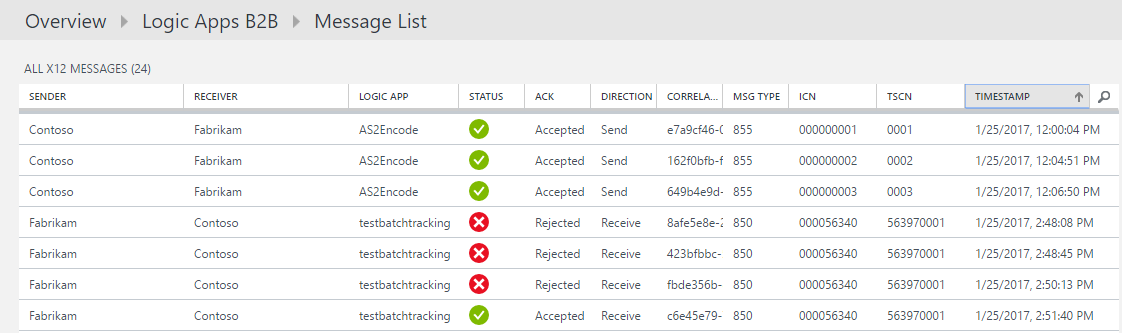 Overview Logic Apps B2B Message List
ALL X12 MESSAGES (24)
SENDER RECEIVER LOGIC APP STATUS ACK DIRECTION CORRELA... MSG TYPE ICN TSCN TIMESTAMP
Contoso Fabrikam AS2Encode Accepted Send e7a9cf46-0 855 000000001 0001 1/25/2017, 12:00:04 PM
Contoso Fabrikam AS2Encode Accepted Send 162f0bfb-f 855 000000002 0002 1/25/2017, 12:04:51 PM
Contoso Fabrikam AS2Encode Accepted Send 649b4e9d- 855 000000003 0003 1/25/2017, 12:06:50 PM
Fabrikam Contoso testbatchtracking Rejected Receive 8afe5e8e-2 850 000056340 563970001 1/25/2017, 2:48:08 PM
Fabrikam Contoso testbatchtracking Rejected Receive 423bfbbc- 850 000056340 563970001 1/25/2017, 2:48:45 PM
Fabrikam Contoso testbatchtracking Rejected Receive fbde356b- 850 000056340 563970001 1/25/2017, 2:50:13 PM
Fabrikam Contoso testbatchtracking Accepted Receive c6e45e79- 850 000056340 563970001 1/25/2017, 2:51:40 PM